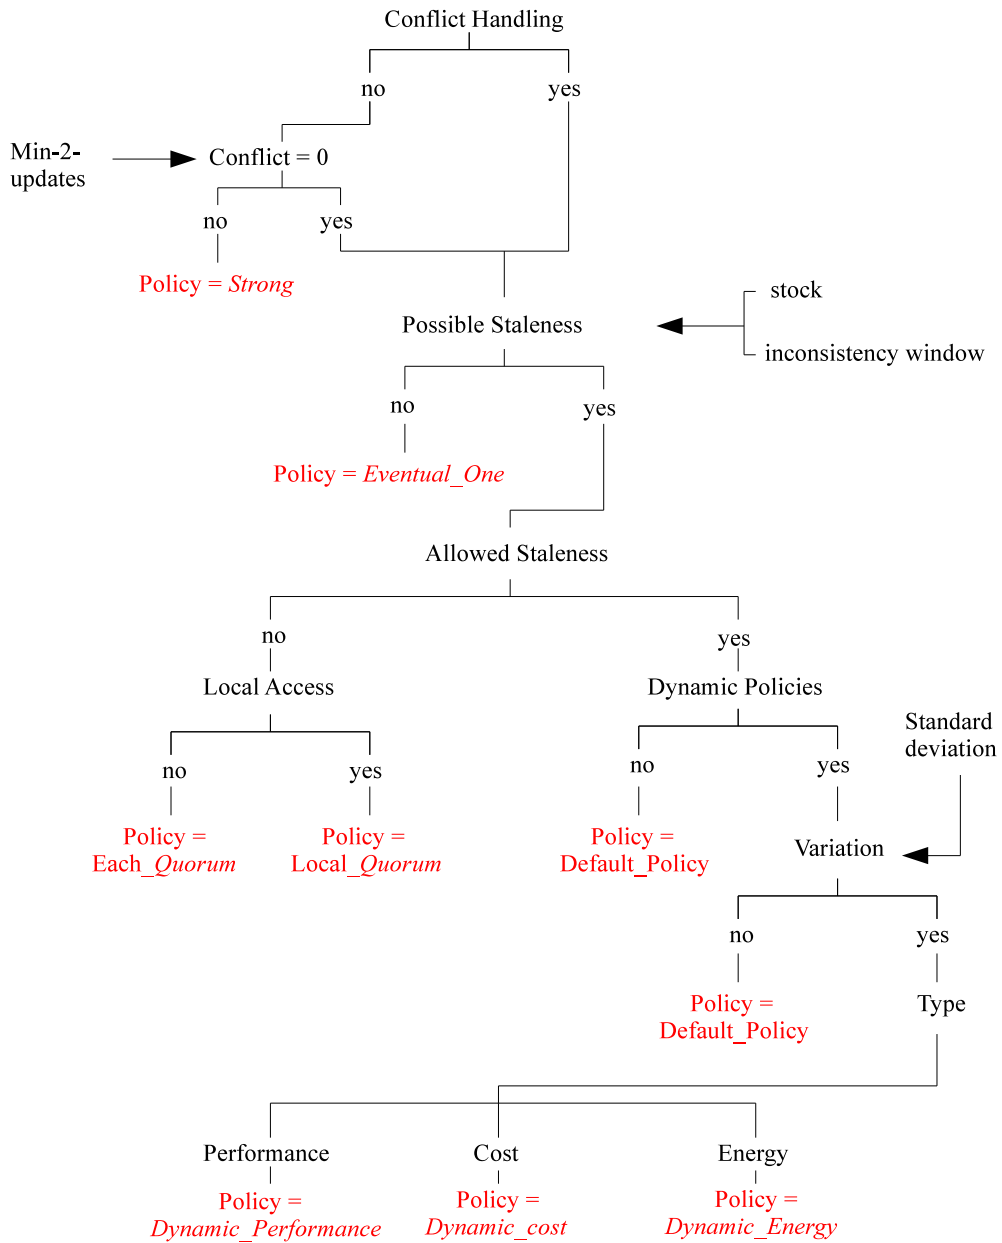 Conflict Handling
no
yes
Min-2-
updates
Conflict = 0
no
yes
Policy = Strong
stock
Possible Staleness
inconsistency window
no
yes
Policy = Eventual_One
Allowed Staleness
no
yes
Local Access
Dynamic Policies
Standard
deviation
no
yes
no
yes
Policy =
Each_Quorum
Policy =
Local_Quorum
Policy =
Default_Policy
Variation
no
yes
Policy =
Default_Policy
Type
Performance
Cost
Energy
Policy =
Dynamic_Performance
Policy =
Dynamic_cost
Policy =
Dynamic_Energy